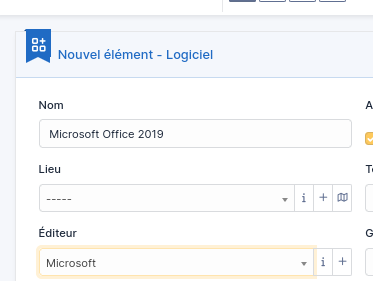 Nouvel élément - Logiciel
Nom
Microsoft Office 2019
Lieu
-----
Éditeur
Microsoft